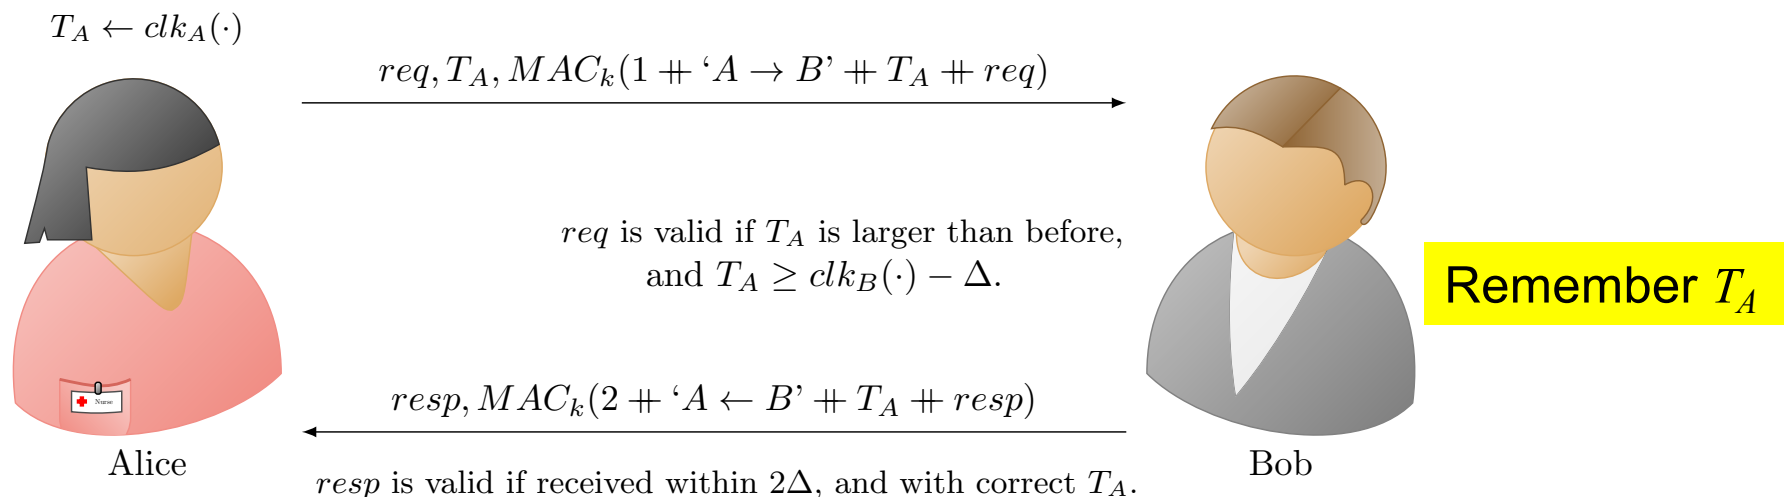 T_A ← clk_A(·)
req, T_A, MAC_k(1 ⧺ ‘A → B’ ⧺ T_A ⧺ req)
req is valid if T_A is larger than before,
and T_A ≥ clk_B(·) − Δ.
Remember T_A
resp, MAC_k(2 ⧺ ‘A ← B’ ⧺ T_A ⧺ resp)
Nurse
Alice
Bob
resp is valid if received within 2Δ, and with correct T_A.